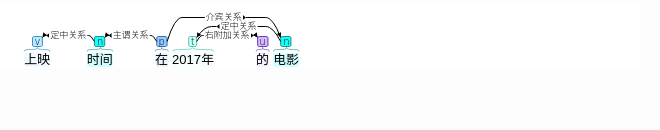 介宾关系
定中关系
定中关系 主谓关系 右附加关系
v n p t u n
上映 时间 在 2017年 的 电影